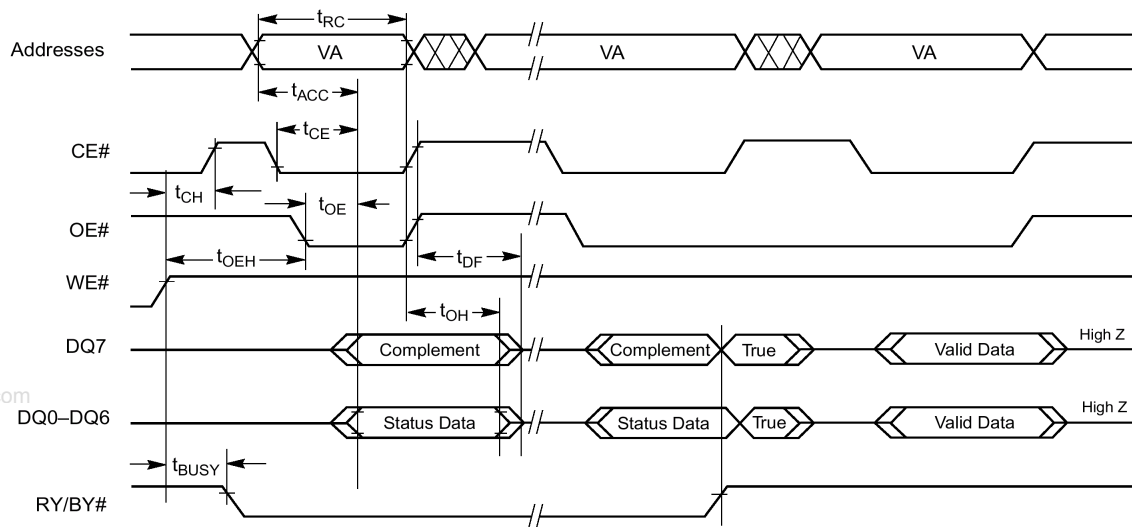 tRC
Addresses VA VA VA
tACC
tCE
CE#
tCH tOE
OE#
tOEH tDF
WE#
tOH
DQ7 Complement Complement True Valid Data High Z
om
DQ0–DQ6 Status Data Status Data True Valid Data High Z
tBUSY
RY/BY#